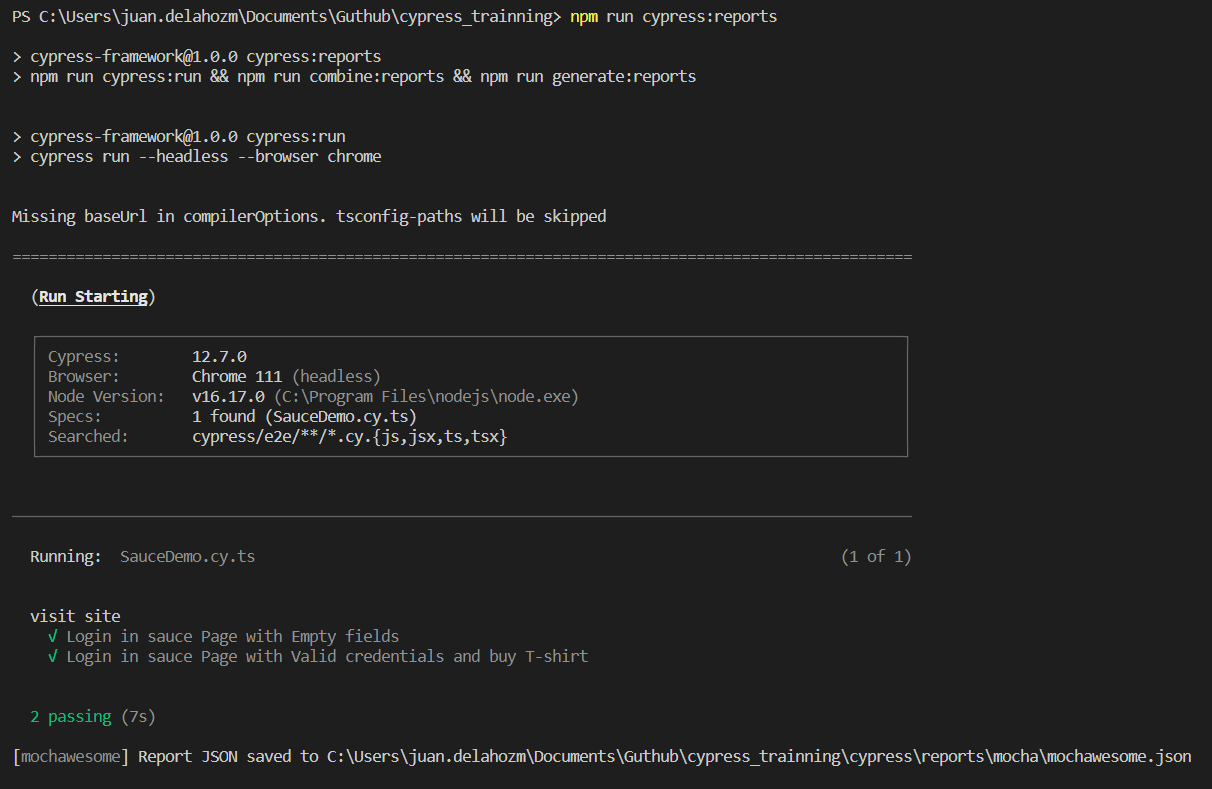 PS C:\Users\juan.delahozm\Documents\Guthub\cypress_trainning> npm run cypress:reports
> cypress-framework@1.0.0 cypress:reports
> npm run cypress:run && npm run combine:reports && npm run generate:reports
> cypress-framework@1.0.0 cypress:run
> cypress run --headless --browser chrome
Missing baseUrl in compilerOptions. tsconfig-paths will be skipped
====================================================================================================
(Run Starting)
Cypress: 12.7.0
Browser: Chrome 111 (headless)
Node Version: v16.17.0 (C:\Program Files\nodejs\node.exe)
Specs: 1 found (SauceDemo.cy.ts)
Searched: cypress/e2e/**/*.cy.{js,jsx,ts,tsx}
Running: SauceDemo.cy.ts (1 of 1)
visit site
√ Login in sauce Page with Empty fields
√ Login in sauce Page with Valid credentials and buy T-shirt
2 passing (7s)
[mochawesome] Report JSON saved to C:\Users\juan.delahozm\Documents\Guthub\cypress_trainning\cypress\reports\mocha\mochawesome.json